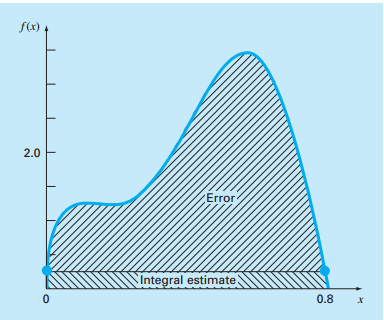 f(x)
2.0
Error
Integral estimate
0
0.8
x